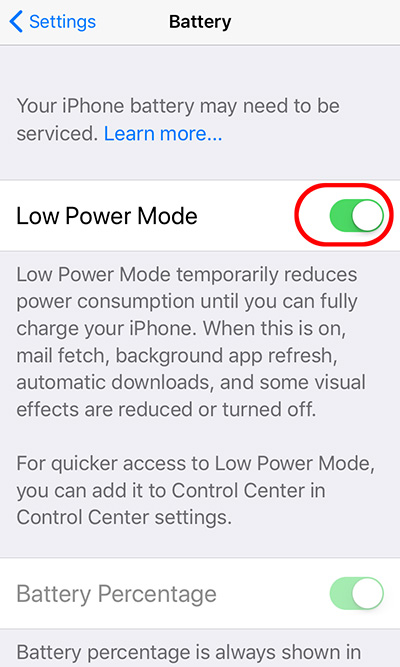 Settings
Battery
Your iPhone battery may need to be
serviced. Learn more...
Low Power Mode
Low Power Mode temporarily reduces
power consumption until you can fully
charge your iPhone. When this is on,
mail fetch, background app refresh,
automatic downloads, and some visual
effects are reduced or turned off.
For quicker access to Low Power Mode,
you can add it to Control Center in
Control Center settings.
Battery Percentage
Battery percentage is always shown in